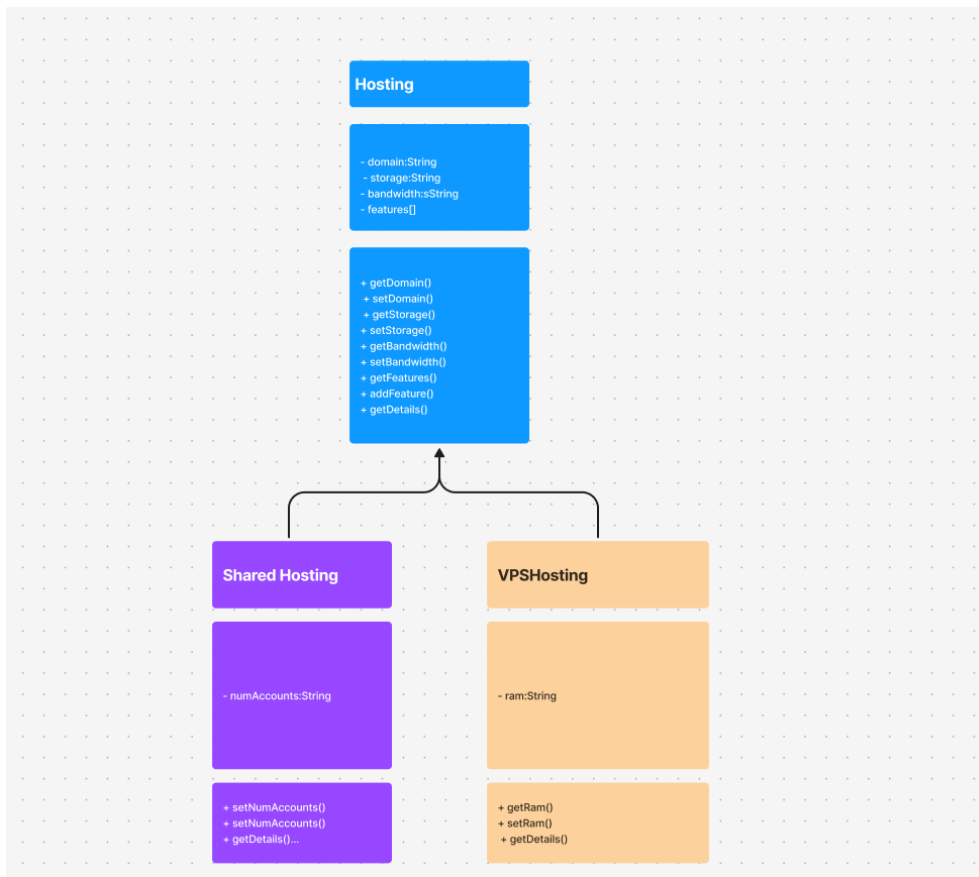 Hosting
- domain:String
- storage:String
- bandwidth:sString
- features[]
+ getDomain()
+ setDomain()
+ getStorage()
+ setStorage()
+ getBandwidth()
+ setBandwidth()
+ getFeatures()
+ addFeature()
+ getDetails()
Shared Hosting
- numAccounts:String
+ setNumAccounts()
+ setNumAccounts()
+ getDetails()...
VPSHosting
- ram:String
+ getRam()
+ setRam()
+ getDetails()